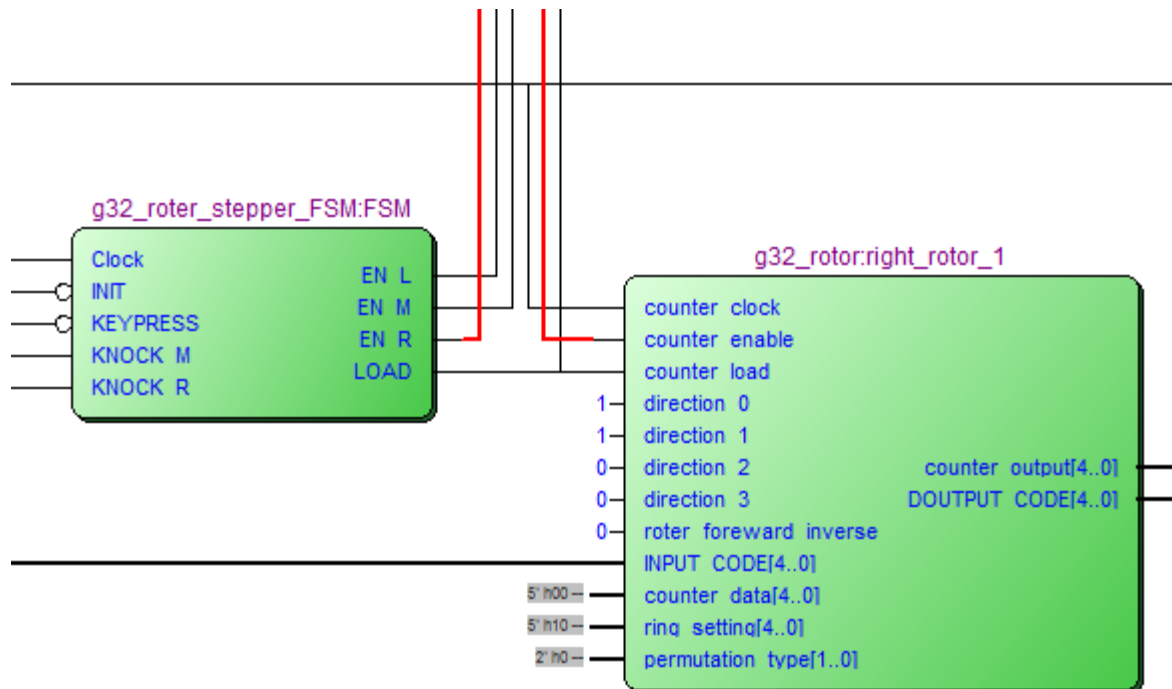 g32_roter_stepper_FSM:FSM
Clock
INIT
KEYPRESS
KNOCK M
KNOCK R
EN L
EN M
EN R
LOAD
g32_rotor:right_rotor_1
counter clock
counter enable
counter load
1 direction 0
1 direction 1
0 direction 2
0 direction 3
0 roter foreward inverse
INPUT CODE[4..0]
5' h00 -- counter data[4..0]
5' h10 -- ring setting[4..0]
2' h0 -- permutation type[1..0]
counter output[4..0]
DOUTPUT CODE[4..0]